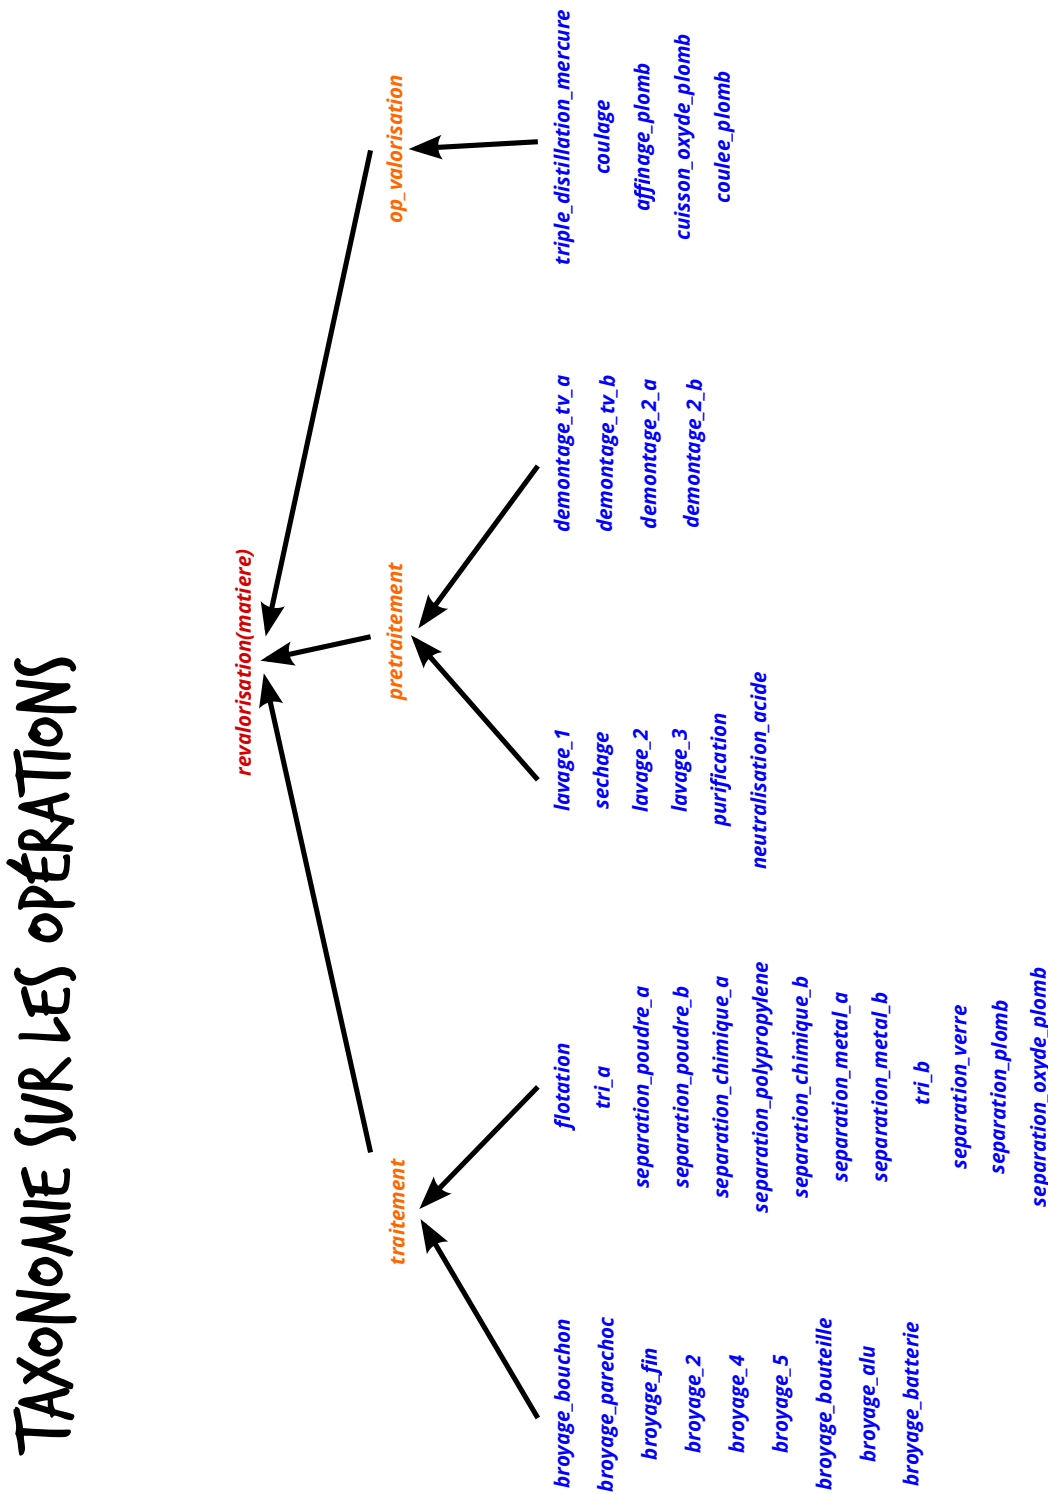 TAXONOMIE SUR LES OPÉRATIONS
revalorisation(matiere)
traitement
pretraitement
op_valorisation
broyage_bouchon
broyage_parechoc
broyage_fin
broyage_2
broyage_4
broyage_5
broyage_bouteille
broyage_alu
broyage_batterie
flotation
tri_a
separation_poudre_a
separation_poudre_b
separation_chimique_a
separation_polypropylene
separation_chimique_b
separation_metal_a
separation_metal_b
tri_b
separation_verre
separation_plomb
separation_oxyde_plomb
lavage_1
sechage
lavage_2
lavage_3
purification
neutralisation_acide
demontage_tv_a
demontage_tv_b
demontage_2_a
demontage_2_b
triple_distillation_mercure
coulage
affinage_plomb
cuisson_oxyde_plomb
coulee_plomb